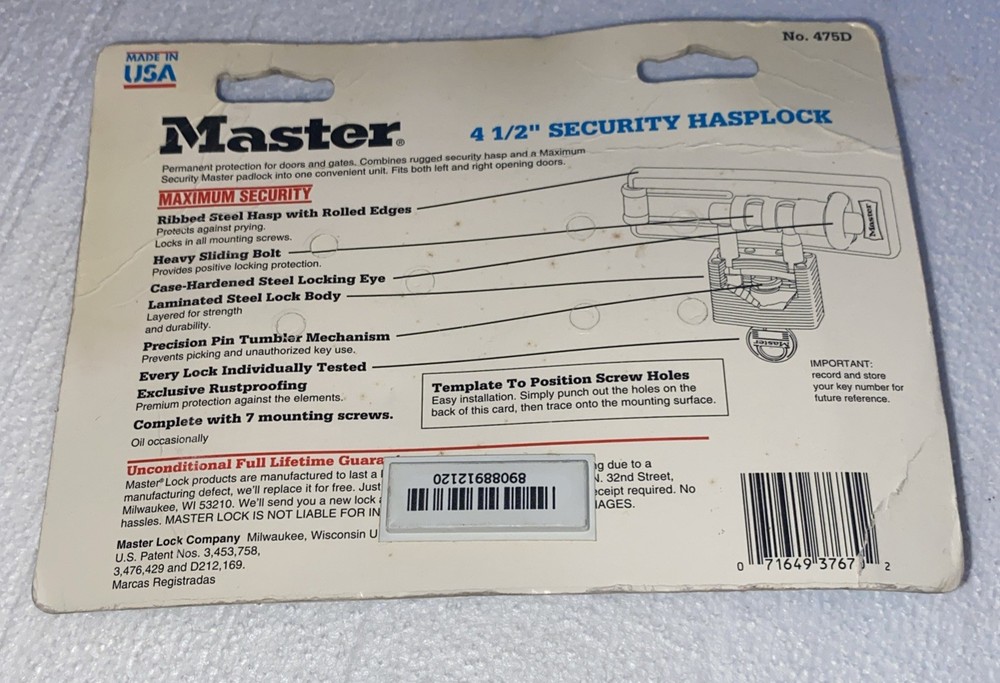 MADE IN
USA
No. 475D
Master®
4 1/2" SECURITY HASPLOCK
Permanent protection for doors and gates. Combines rugged security hasp and a Maximum
Security Master padlock into one convenient unit. Fits both left and right opening doors.
MAXIMUM SECURITY
Ribbed Steel Hasp with Rolled Edges
Protects against prying.
Locks in all mounting screws.
Heavy Sliding Bolt
Provides positive locking protection.
Case-Hardened Steel Locking Eye
Laminated Steel Lock Body
Layered for strength
and durability.
Precision Pin Tumbler Mechanism
Prevents picking and unauthorized key use.
Every Lock Individually Tested
Exclusive Rustproofing
Premium protection against the elements.
Complete with 7 mounting screws.
Oil occasionally
Master
Master
IMPORTANT:
record and store
your key number for
future reference.
Template To Position Screw Holes
Easy installation. Simply punch out the holes on the
back of this card, then trace onto the mounting surface.
Unconditional Full Lifetime Guara
Master® Lock products are manufactured to last a l ng due to a
manufacturing defect, we'll replace it for free. Just N. 32nd Street,
Milwaukee, WI 53210. We'll send you a new lock eceipt required. No
hassles. MASTER LOCK IS NOT LIABLE FOR IN AGES.
89088912120
Master Lock Company Milwaukee, Wisconsin U
U.S. Patent Nos. 3,453,758,
3,476,429 and D212,169.
Marcas Registradas
0 71649 3767 2